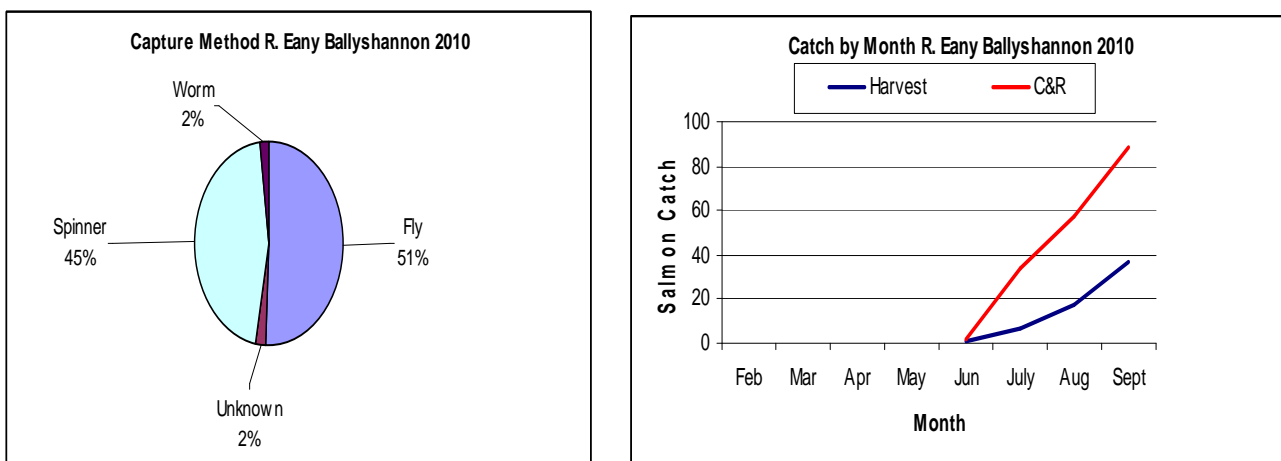 Capture Method R. Eany Ballyshannon 2010
Worm
2%
Spinner
45%
Fly
51%
Unknown
2%
Catch by Month R. Eany Ballyshannon 2010
Harvest
C&R
Salmon Catch
100
80
60
40
20
0
Feb Mar Apr May Jun July Aug Sept
Month